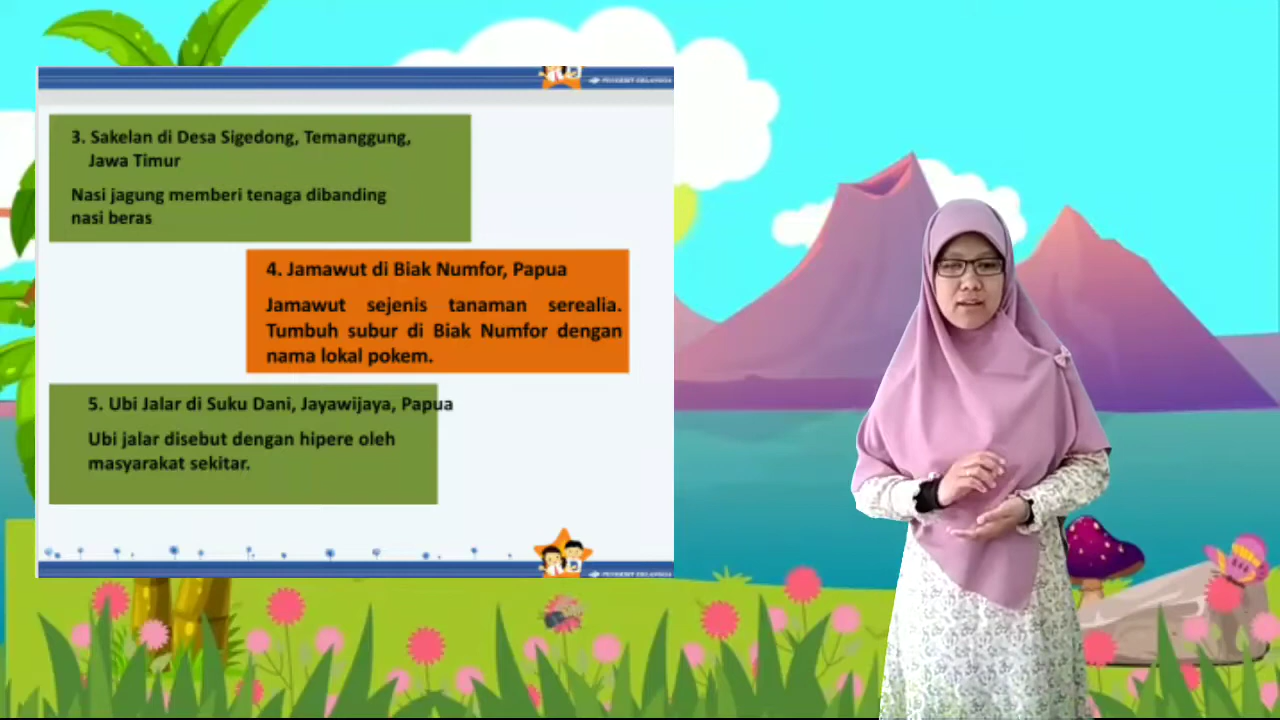 3. Sakelan di Desa Sigedong, Temanggung,
Jawa Timur
Nasi jagung memberi tenaga dibanding
nasi beras
4. Jamawut di Biak Numfor, Papua
Jamawut sejenis tanaman serealia.
Tumbuh subur di Biak Numfor dengan
nama lokal pokem.
5. Ubi Jalar di Suku Dani, Jayawijaya, Papua
Ubi jalar disebut dengan hipere oleh
masyarakat sekitar.